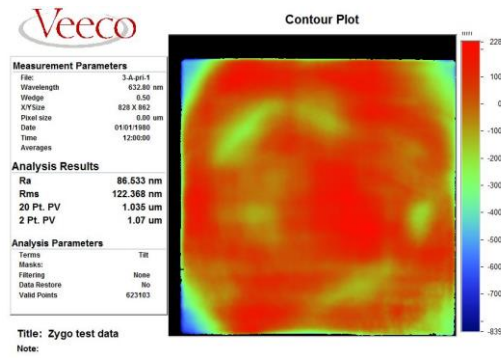 Veeco
Contour Plot
Measurement Parameters
File: 3-A-pri-1
Wavelength 632.80 nm
Wedge 0.50
X/YSize 828 X 862
Pixel size 0.00 um
Date 01/01/1980
Time 12:00:00
Averages
Analysis Results
Ra 86.533 nm
Rms 122.368 nm
20 Pt. PV 1.035 um
2 Pt. PV 1.07 um
Analysis Parameters
Terms Tilt
Masks:
Filtering None
Data Restore No
Valid Points 623103
Title: Zygo test data
Note:
nm
228
100
0
-100
-200
-300
-400
-500
-600
-700
-839